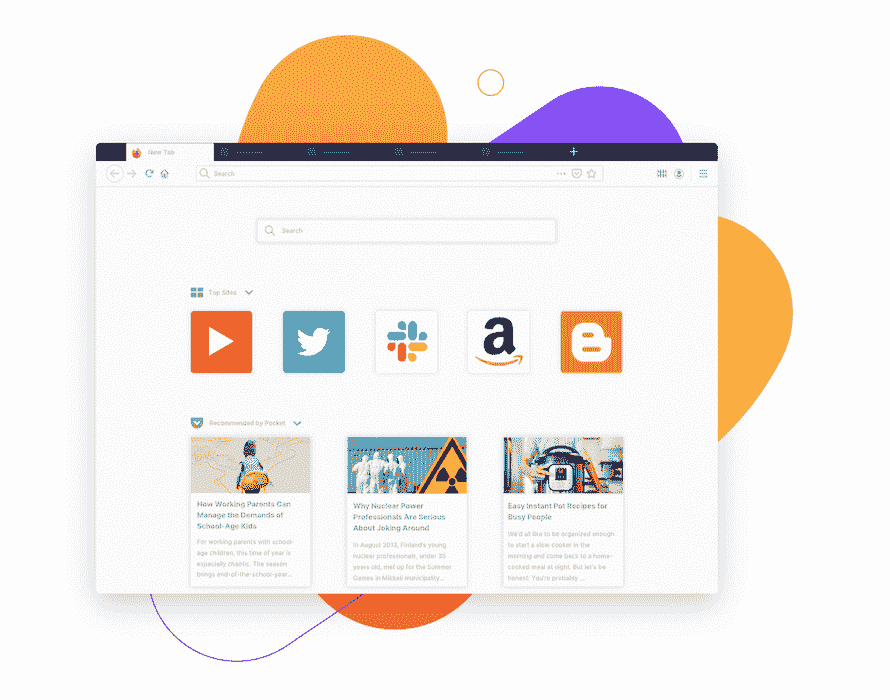 New Tab
Search
Search
Top Sites
Recommended by Pocket
How Working Parents Can
Manage the Demands of
School-Age Kids
For working parents with school-
age children, this time of year is
especially chaotic. The season
brings end-of-the-school-year...
Why Nuclear Power
Professionals Are Serious
About Joking Around
In August 2013, Finland's young
nuclear professionals, under 35
years old, met up for the Summer
Games in Mikkeli municipality...
Easy Instant Pot Recipes for
Busy People
We'd all like to be organized enough
to start a slow cooker in the
morning and come back to a home-
cooked meal at night. But let's be
honest: You're probably ...